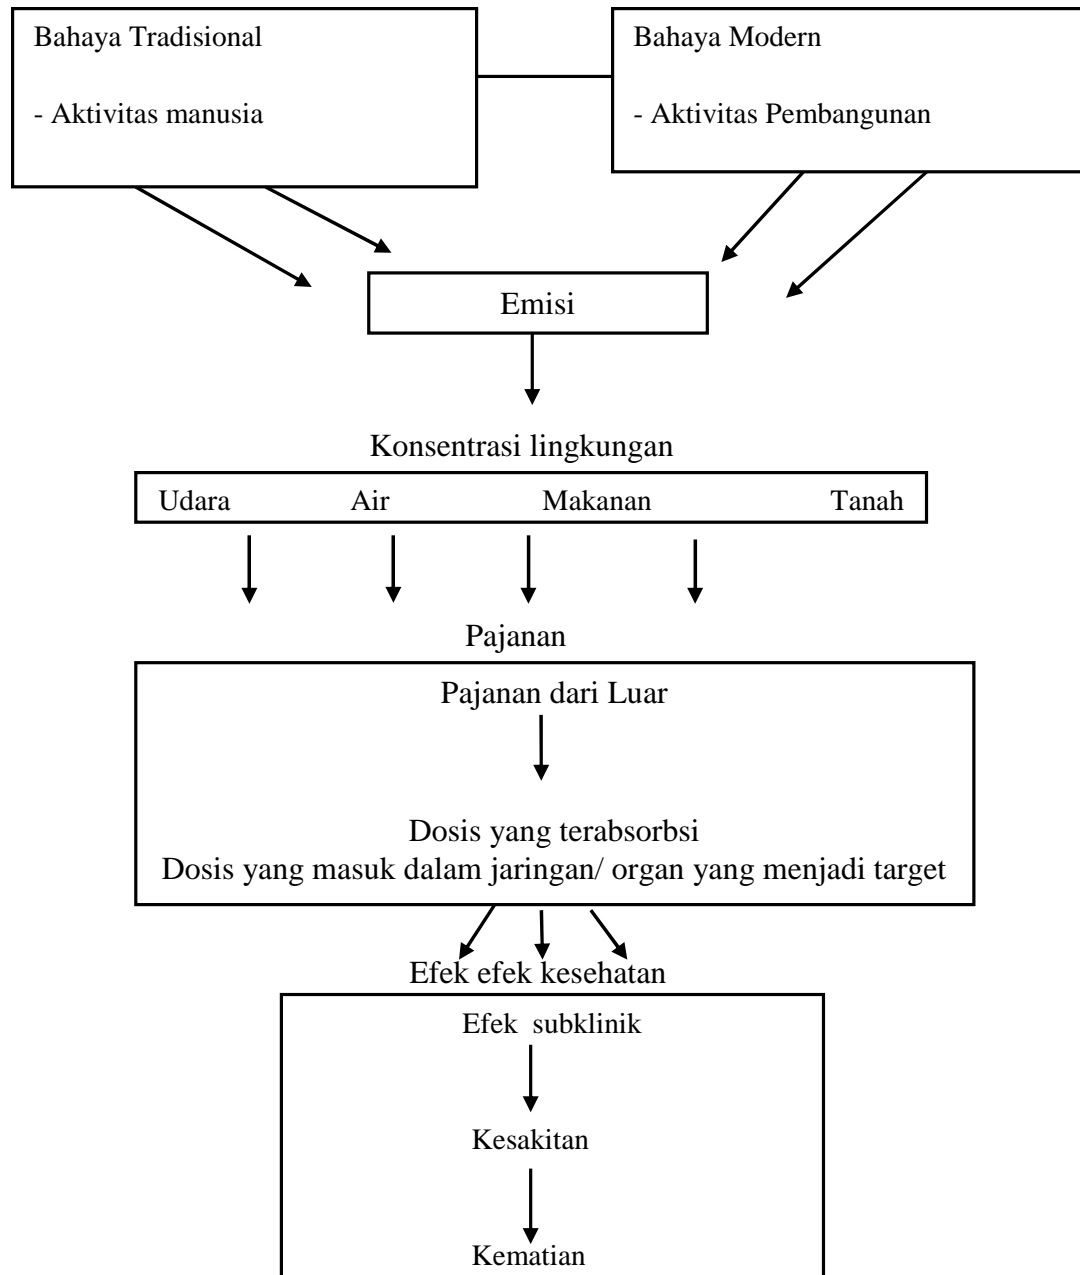 Bahaya Tradisional
- Aktivitas manusia
Bahaya Modern
- Aktivitas Pembangunan
Emisi
Konsentrasi lingkungan
Udara Air Makanan Tanah
Pajanan
Pajanan dari Luar
Dosis yang terabsorbsi
Dosis yang masuk dalam jaringan/ organ yang menjadi target
Efek efek kesehatan
Efek subklinik
Kesakitan
Kematian